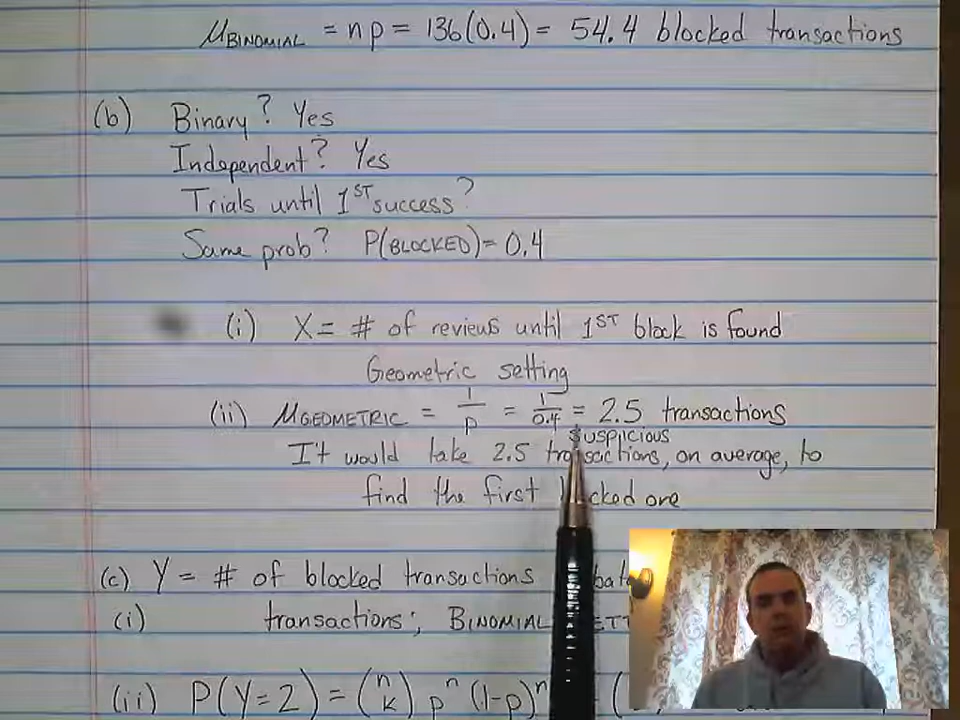 μBINOMIAL = np = 136(0.4) = 54.4 blocked transactions
(b) Binary? Yes
Independent? Yes
Trials until 1ST success?
Same prob? P(BLOCKED) = 0.4
(i) X = # of reviews until 1ST block is found
Geometric setting
(ii) μGEOMETRIC = 1/p = 1/0.4 = 2.5 transactions
suspicious
It would take 2.5 transactions, on average, to
find the first one
(c) Y = # of blocked transactions
(i) transactions; BINOMIAL
(ii) P(Y=2) = (n k) p^n (1-p)^n